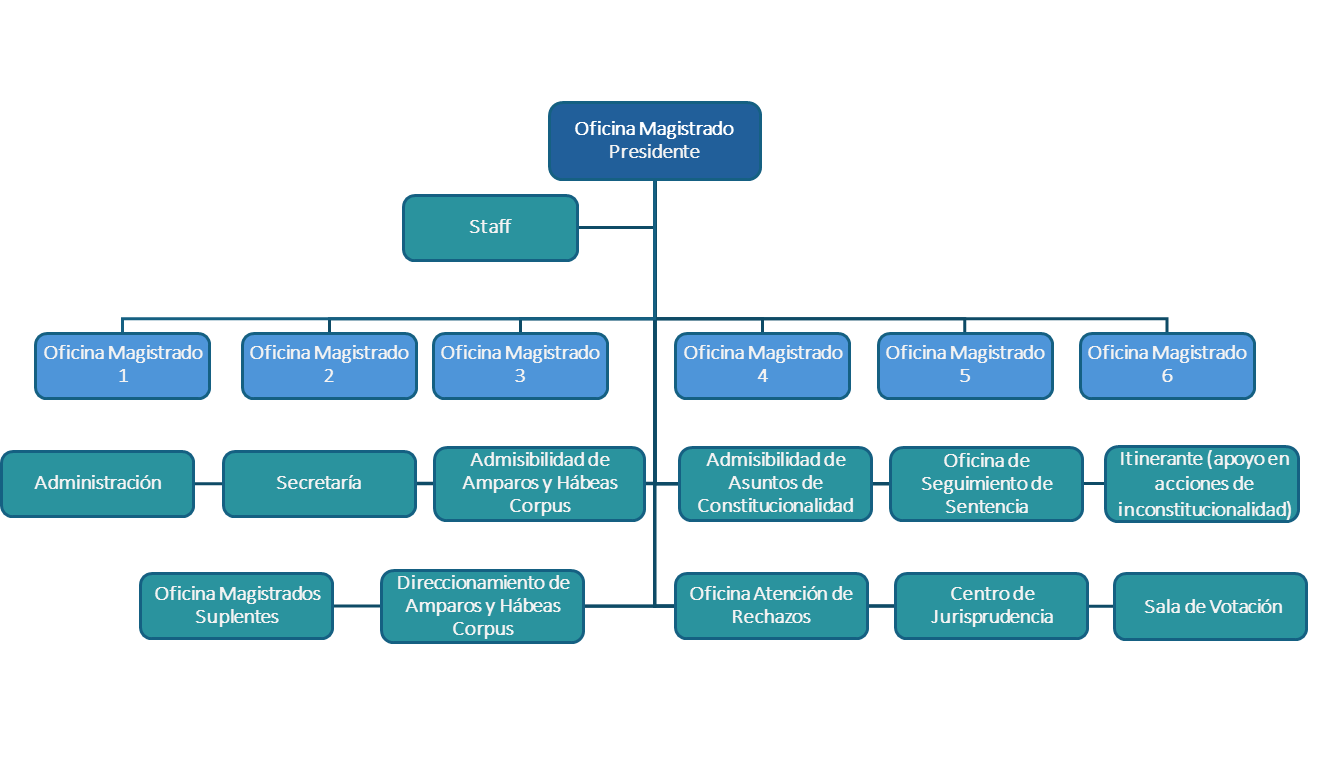 Oficina Magistrado
Presidente
Staff
Oficina Magistrado
1
Oficina Magistrado
2
Oficina Magistrado
3
Oficina Magistrado
4
Oficina Magistrado
5
Oficina Magistrado
6
Administración
Secretaría
Admisibilidad de
Amparos y Hábeas
Corpus
Admisibilidad de
Asuntos de
Constitucionalidad
Oficina de
Seguimiento de
Sentencia
Itinerante (apoyo en
acciones de
inconstitucionalidad)
Oficina Magistrados
Suplentes
Direccionamiento de
Amparos y Hábeas
Corpus
Oficina Atención de
Rechazos
Centro de
Jurisprudencia
Sala de Votación